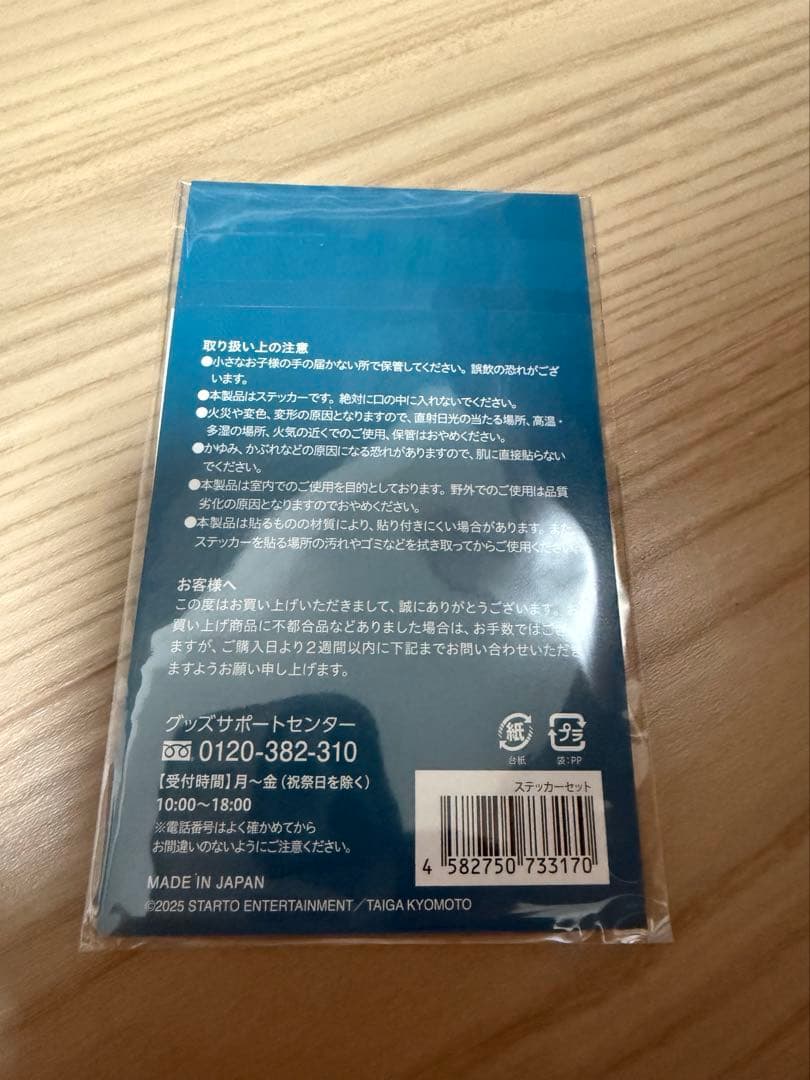 取り扱い上の注意
●小さなお子様の手の届かない所で保管してください。誤飲の恐れがござ
います。
●本製品はステッカーです。絶対に口の中に入れないでください。
●火災や変色、変形の原因となりますので、直射日光の当たる場所、高温・
多湿の場所、火気の近くでのご使用、保管はおやめください。
●かゆみ、かぶれなどの原因になる恐れがありますので、肌に直接貼らない
でください。
●本製品は室内でのご使用を目的としております。野外でのご使用は品質
劣化の原因となりますのでおやめください。
●本製品は貼るものの材質により、貼り付きにくい場合があります。また
ステッカーを貼る場所の汚れやゴミなどを拭き取ってからご使用ください。
お客様へ
この度はお買い上げいただきまして、誠にありがとうございます。お
買い上げ商品に不都合品などありました場合は、お手数ではござい
ますが、ご購入日より2週間以内に下記までお問い合わせいただき
ますようお願い申し上げます。
グッズサポートセンター
0120-382-310
【受付時間】月～金（祝祭日を除く）
10:00～18:00
※電話番号はよく確かめてから
お間違いのないようにご注意ください。
紙
台紙
プラ
袋：PP
ステッカーセット
4 582750 733170
MADE IN JAPAN
©2025 STARTO ENTERTAINMENT／TAIGA KYOMOTO